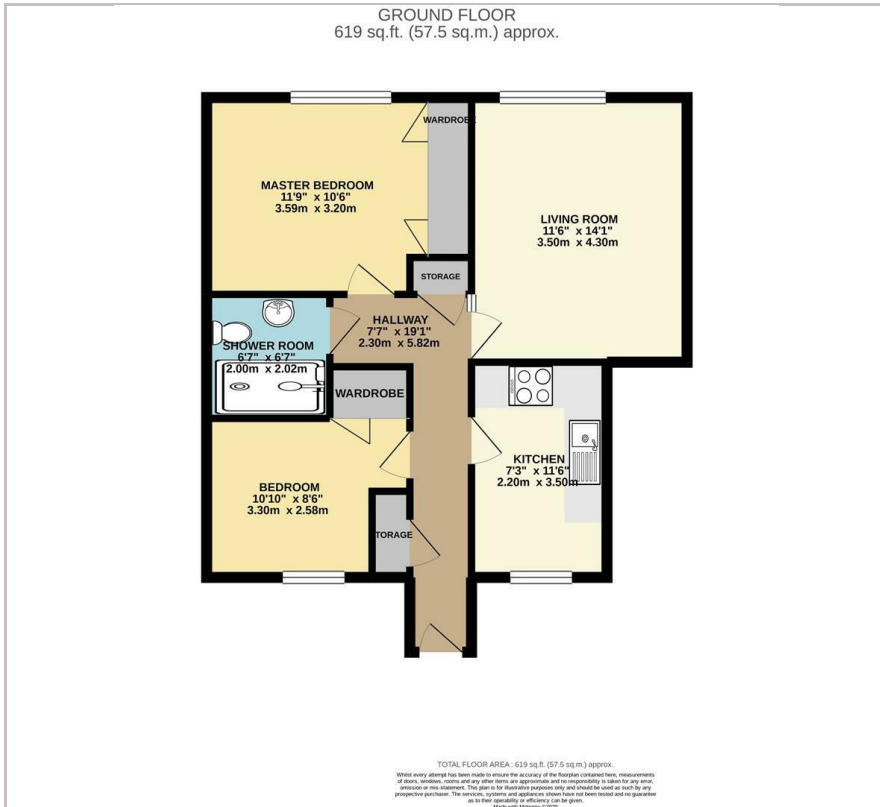 GROUND FLOOR
619 sq.ft. (57.5 sq.m.) approx.
WARDROBE
MASTER BEDROOM
11'9" x 10'6"
3.59m x 3.20m
LIVING ROOM
11'6" x 14'1"
3.50m x 4.30m
STORAGE
HALLWAY
7'7" x 19'1"
2.30m x 5.82m
SHOWER ROOM
6'7" x 6'7"
2.00m x 2.02m
WARDROBE
KITCHEN
7'3" x 11'6"
2.20m x 3.50m
BEDROOM
10'10" x 8'6"
3.30m x 2.58m
TORAGE
TOTAL FLOOR AREA : 619 sq.ft. (57.5 sq.m.) approx.
Whilst every attempt has been made to ensure the accuracy of the floorplan contained here, measurements
of doors, windows, rooms and any other items are approximate and no responsibility is taken for any error,
omission or mis-statement. This plan is for illustrative purposes only and should be used as such by any
prospective purchaser. The services, systems and appliances shown have not been tested and no guarantee
as to their operability or efficiency can be given.
Made with Metropix ©2020